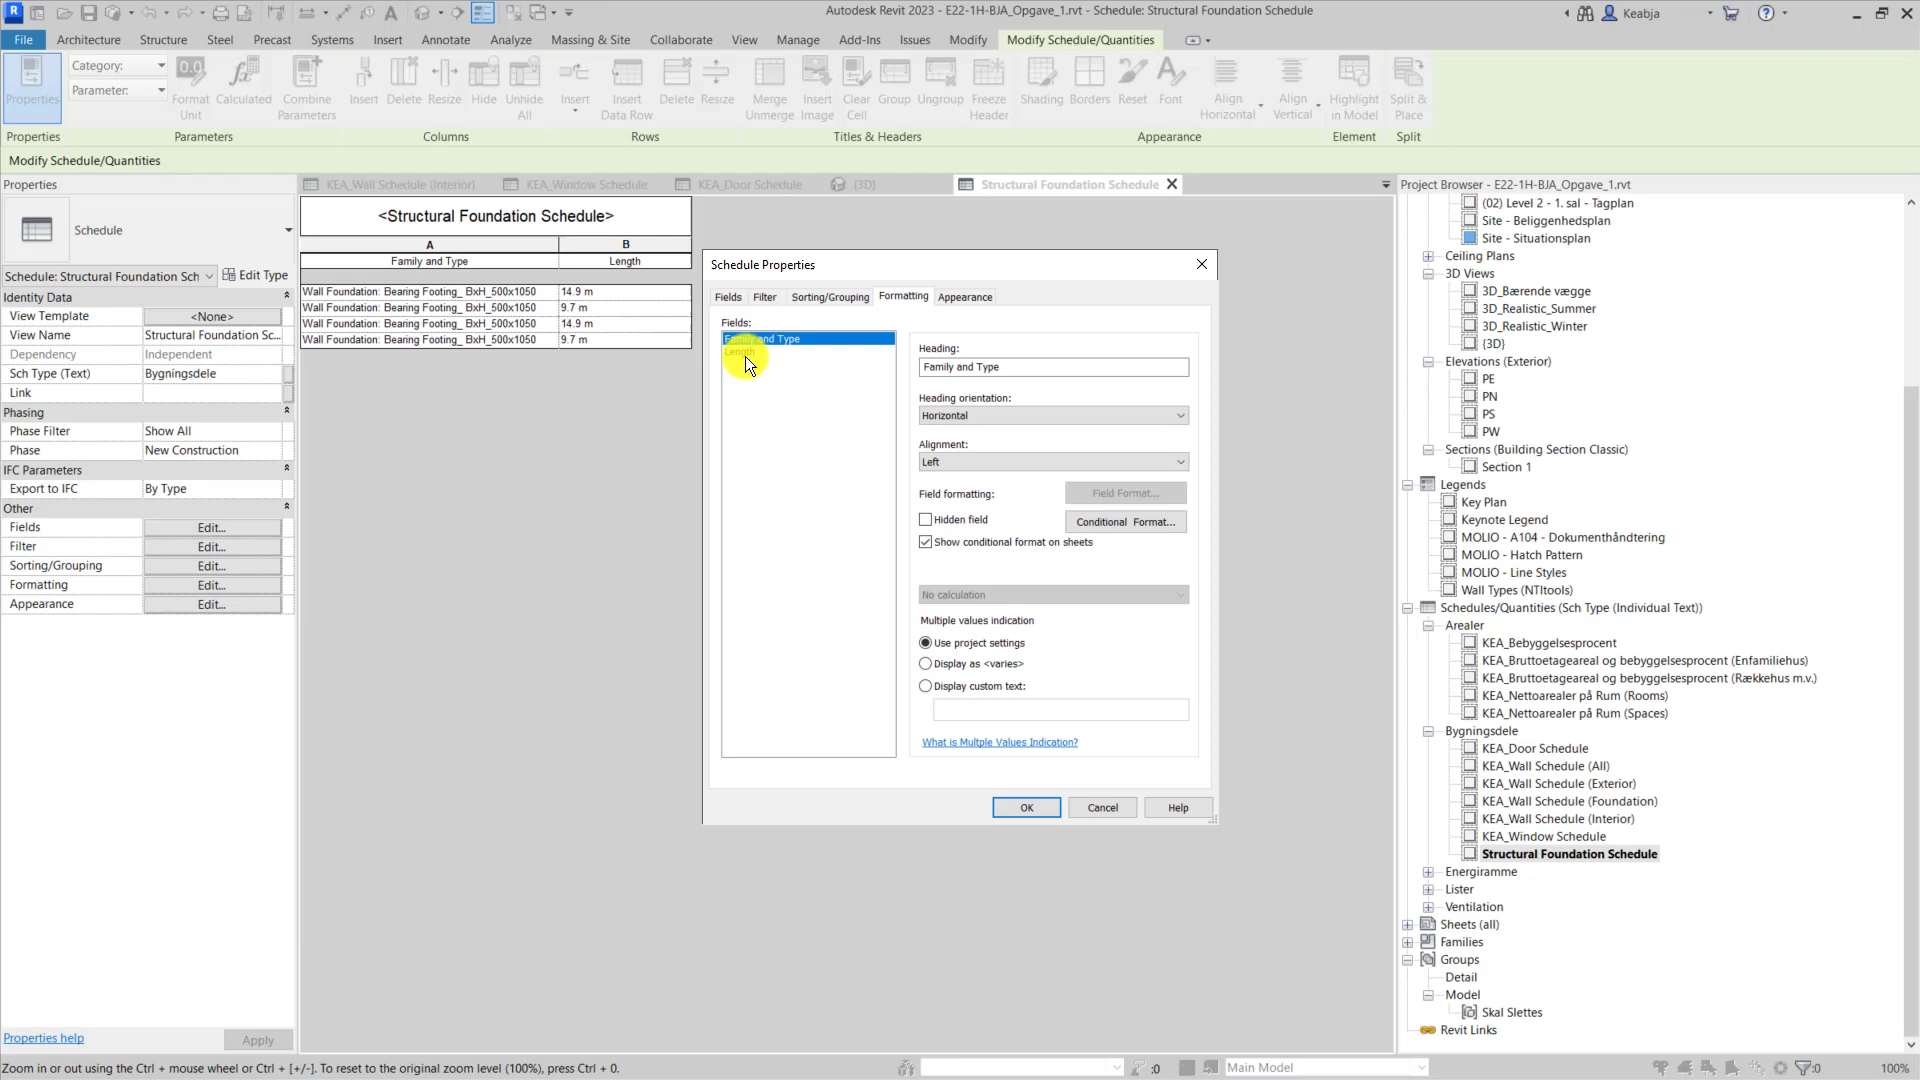 Autodesk Revit 2023 - E22-1H-BJA_Opgave_1.rvt - Schedule: Structural Foundation Schedule
Keabja
File Architecture Structure Steel Precast Systems Insert Annotate Analyze Massing & Site Collaborate View Manage Add-Ins Issues Modify Modify Schedule/Quantities
Properties
Category:
Parameter:
Format Unit
Calculated
Combine Parameters
Insert Delete Resize Hide Unhide All
Insert
Insert Data Row
Delete Resize
Merge Unmerge
Insert Image
Clear Cell
Group Ungroup
Freeze Header
Shading Borders Reset Font
Align Horizontal
Align Vertical
Highlight in Model
Split & Place
Properties Parameters Columns Rows Titles & Headers Appearance Element Split
Modify Schedule/Quantities
Properties
Schedule
Schedule: Structural Foundation Sch
Edit Type
Identity Data
View Template <None>
View Name Structural Foundation Sc...
Dependency Independent
Sch Type (Text) Bygningsdele
Link
Phasing
Phase Filter Show All
Phase New Construction
IFC Parameters
Export to IFC By Type
Other
Fields Edit...
Filter Edit...
Sorting/Grouping Edit...
Formatting Edit...
Appearance Edit...
Properties help
Apply
KEA_Wall Schedule (Interior) KEA_Window Schedule KEA_Door Schedule {3D} Structural Foundation Schedule
<Structural Foundation Schedule>
A B
Family and Type Length
Wall Foundation: Bearing Footing_ BxH_500x1050 14.9 m
Wall Foundation: Bearing Footing_ BxH_500x1050 9.7 m
Wall Foundation: Bearing Footing_ BxH_500x1050 14.9 m
Wall Foundation: Bearing Footing_ BxH_500x1050 9.7 m
Schedule Properties
Fields Filter Sorting/Grouping Formatting Appearance
Fields:
Family and Type
Length
Heading:
Family and Type
Heading orientation:
Horizontal
Alignment:
Left
Field formatting:
Field Format...
Hidden field
Conditional Format...
Show conditional format on sheets
No calculation
Multiple values indication
Use project settings
Display as <varies>
Display custom text:
What is Multple Values Indication?
OK Cancel Help
Project Browser - E22-1H-BJA_Opgave_1.rvt
(02) Level 2 - 1. sal - Tagplan
Site - Beliggenhedsplan
Site - Situationsplan
Ceiling Plans
3D Views
3D_Bærende vægge
3D_Realistic_Summer
3D_Realistic_Winter
{3D}
Elevations (Exterior)
PE
PN
PS
PW
Sections (Building Section Classic)
Section 1
Legends
Key Plan
Keynote Legend
MOLIO - A104 - Dokumenthåndtering
MOLIO - Hatch Pattern
MOLIO - Line Styles
Wall Types (NTItools)
Schedules/Quantities (Sch Type (Individual Text))
Arealer
KEA_Bebyggelsesprocent
KEA_Bruttoetageareal og bebyggelsesprocent (Enfamiliehus)
KEA_Bruttoetageareal og bebyggelsesprocent (Rækkehus m.v.)
KEA_Nettoarealer på Rum (Rooms)
KEA_Nettoarealer på Rum (Spaces)
Bygningsdele
KEA_Door Schedule
KEA_Wall Schedule (All)
KEA_Wall Schedule (Exterior)
KEA_Wall Schedule (Foundation)
KEA_Wall Schedule (Interior)
KEA_Window Schedule
Structural Foundation Schedule
Energiramme
Lister
Ventilation
Sheets (all)
Families
Groups
Detail
Model
Skal Slettes
Revit Links
Zoom in or out using the Ctrl + mouse wheel or Ctrl + [+/-]. To reset to the original zoom level (100%), press Ctrl + 0.
:0
Main Model
:0
100%